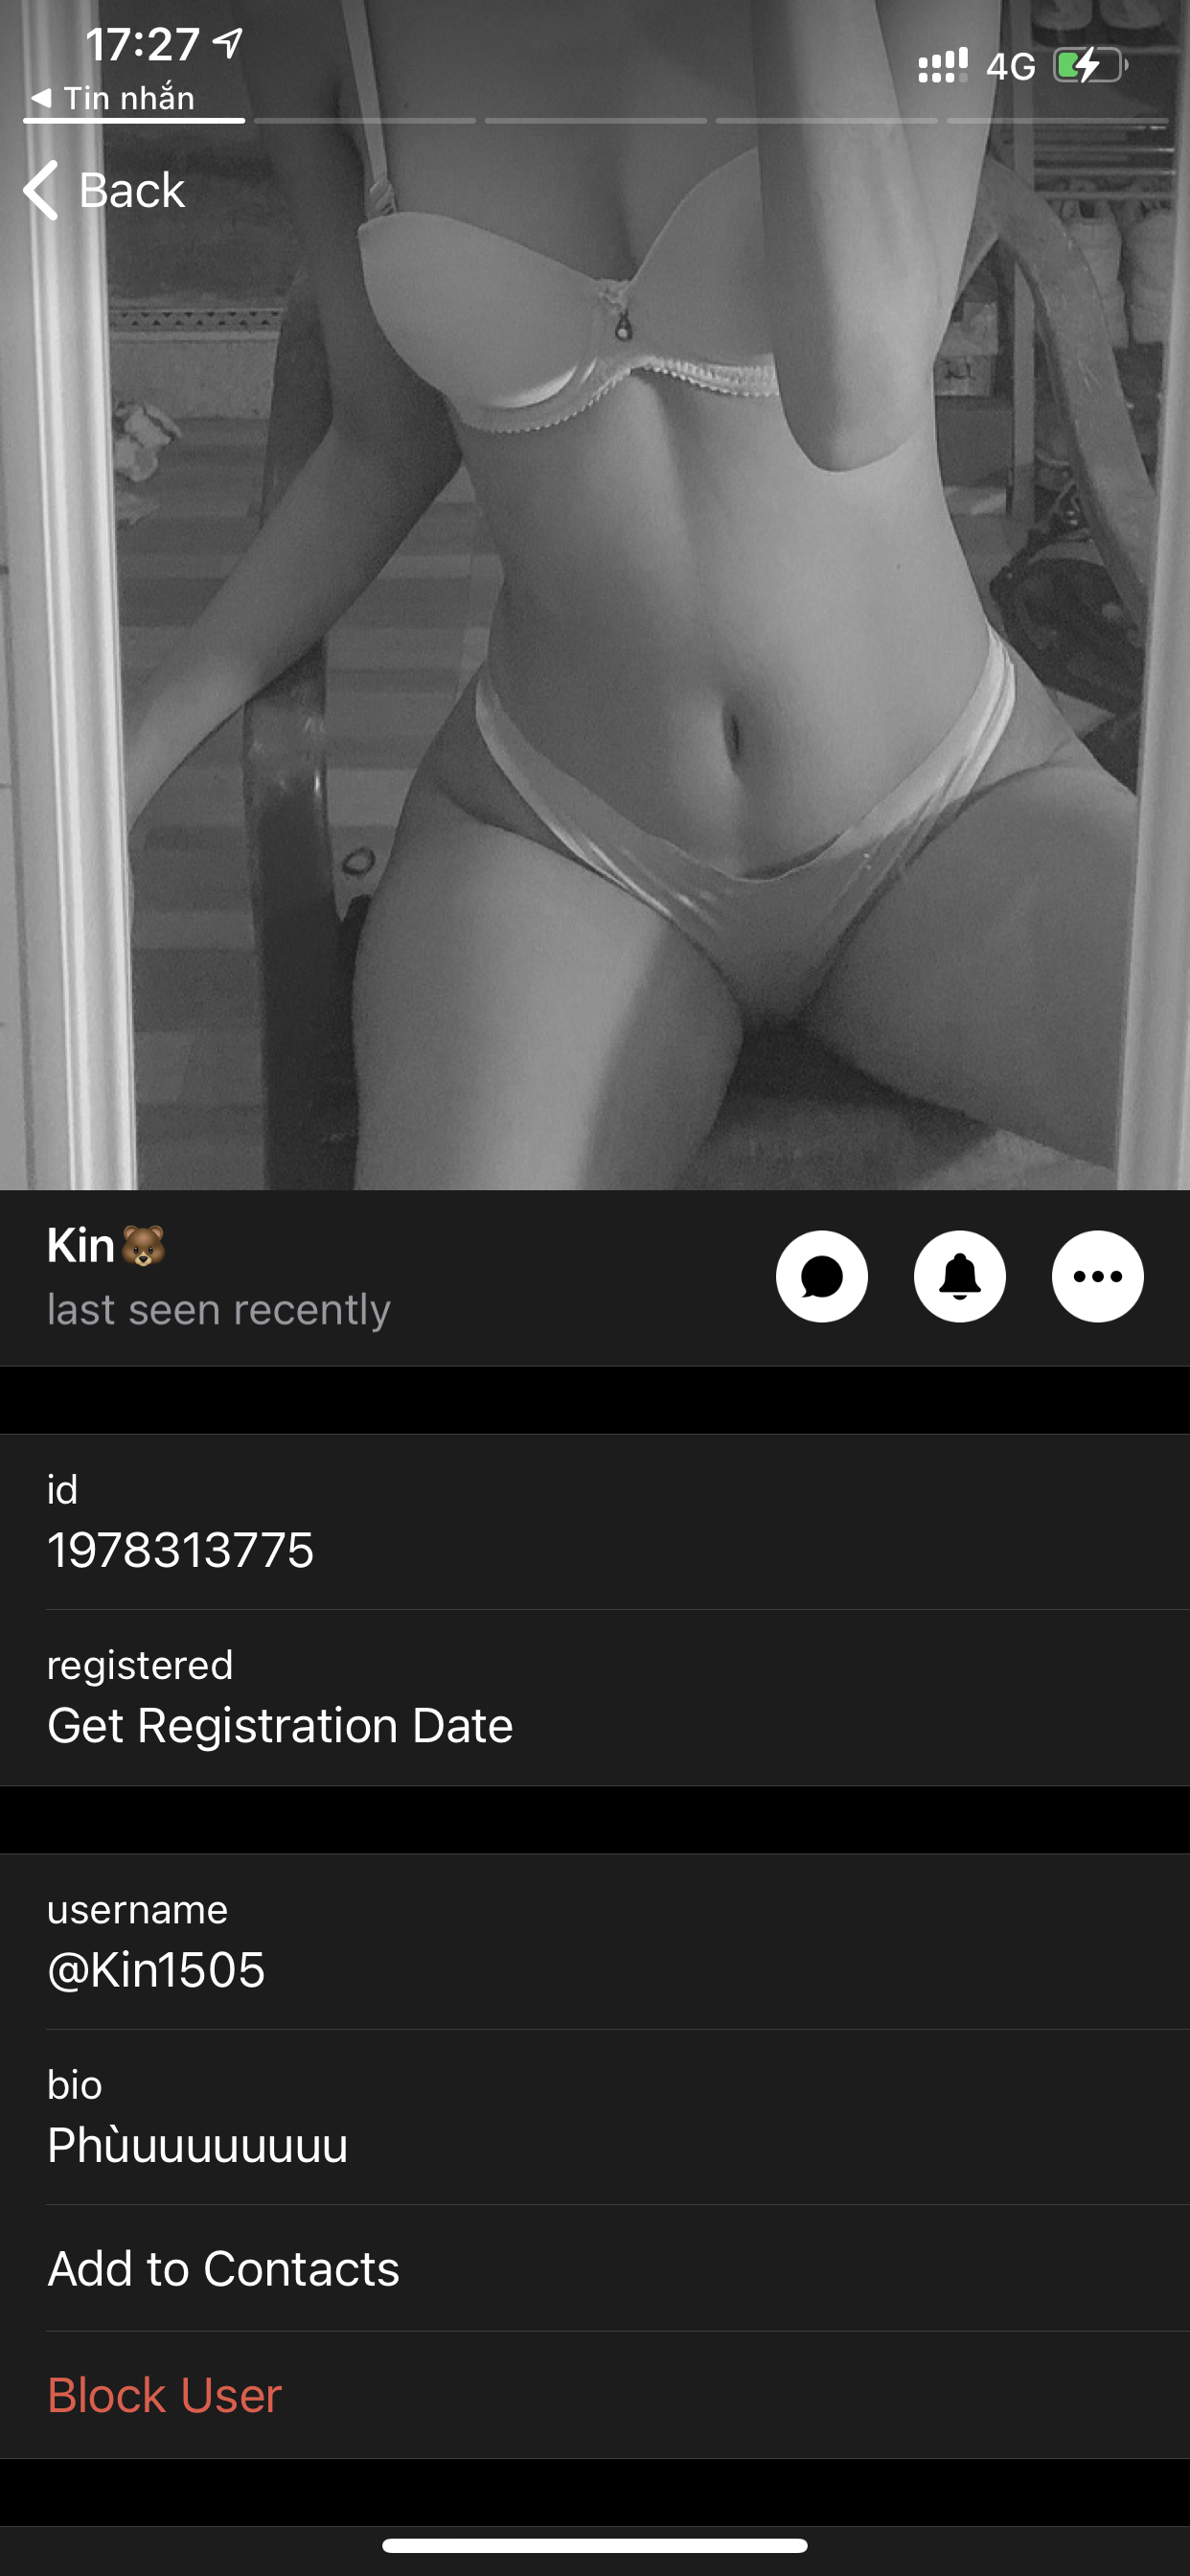 17:27
4G
Tin nhắn
Back
Kin🐻
last seen recently
id
1978313775
registered
Get Registration Date
username
@Kin1505
bio
Phùuuuuuuuu
Add to Contacts
Block User